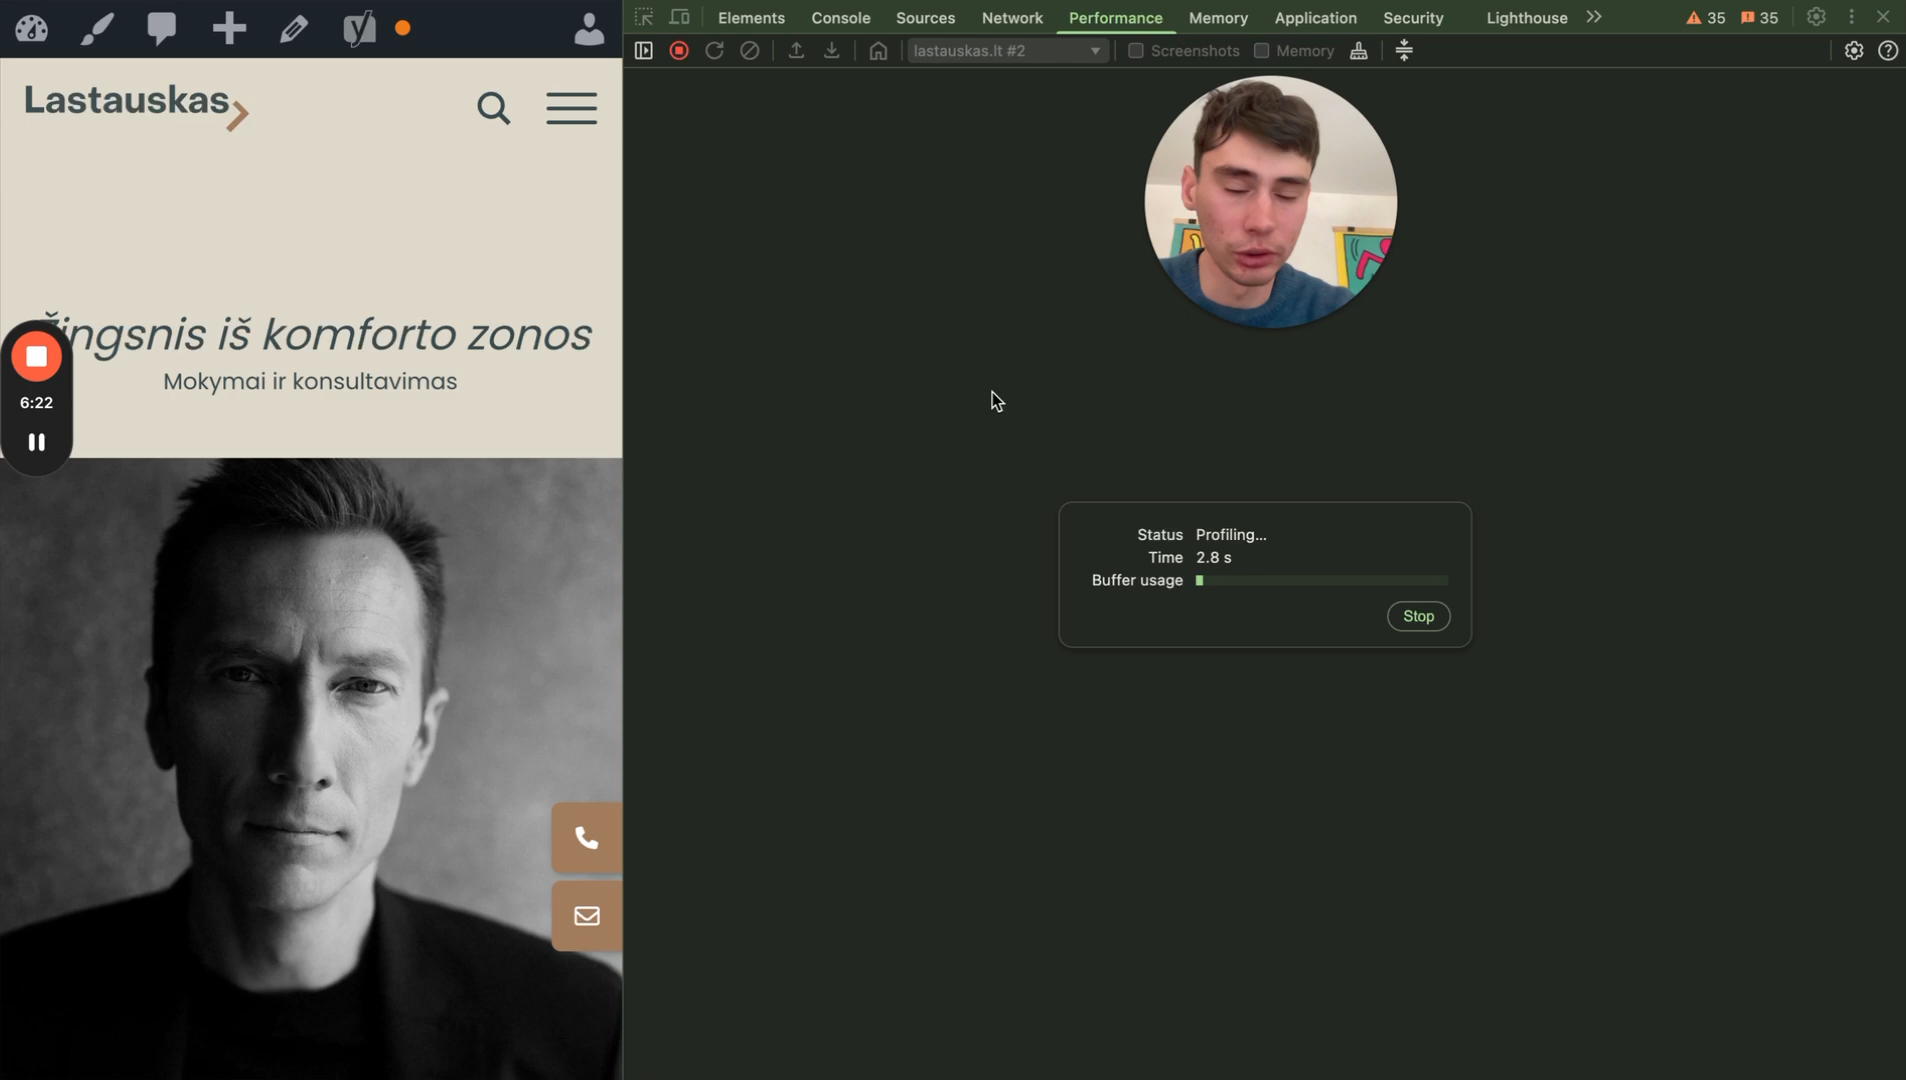 Elements Console Sources Network Performance Memory Application Security Lighthouse 35 35
lastauskas.lt #2 Screenshots Memory
Lastauskas
ingsnis iš komforto zonos
Mokymai ir konsultavimas
6:22
Status Profiling...
Time 2.8 s
Buffer usage
Stop